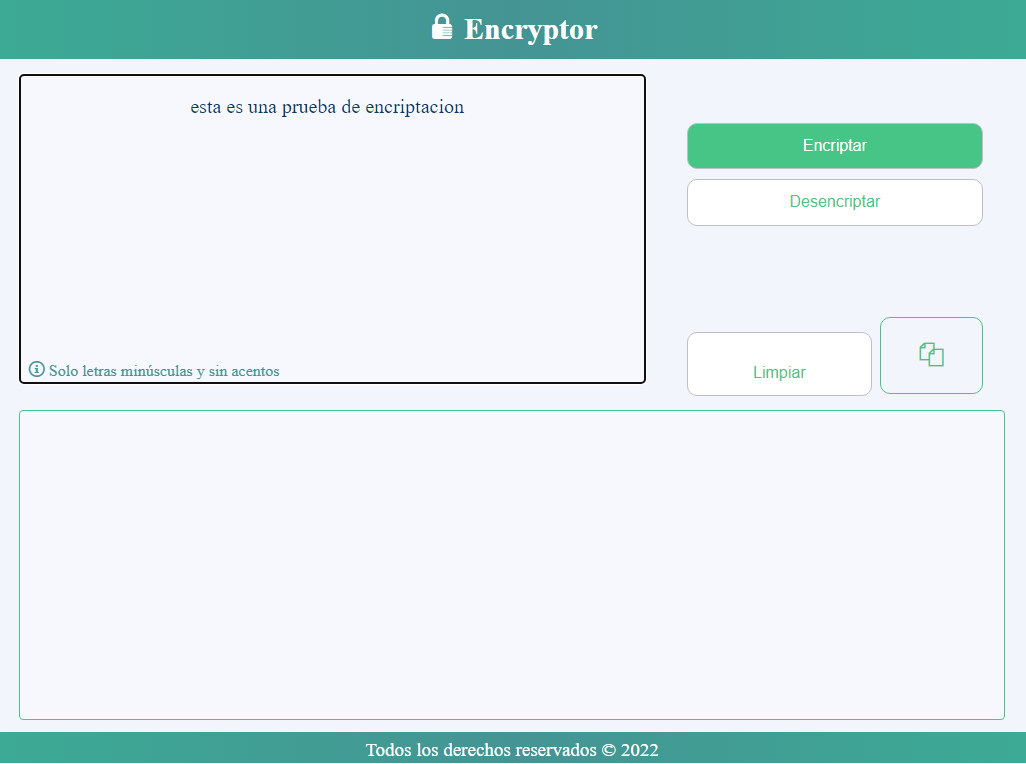 Encryptor
esta es una prueba de encriptacion
Encriptar
Desencriptar
Solo letras minúsculas y sin acentos
Limpiar
Todos los derechos reservados © 2022